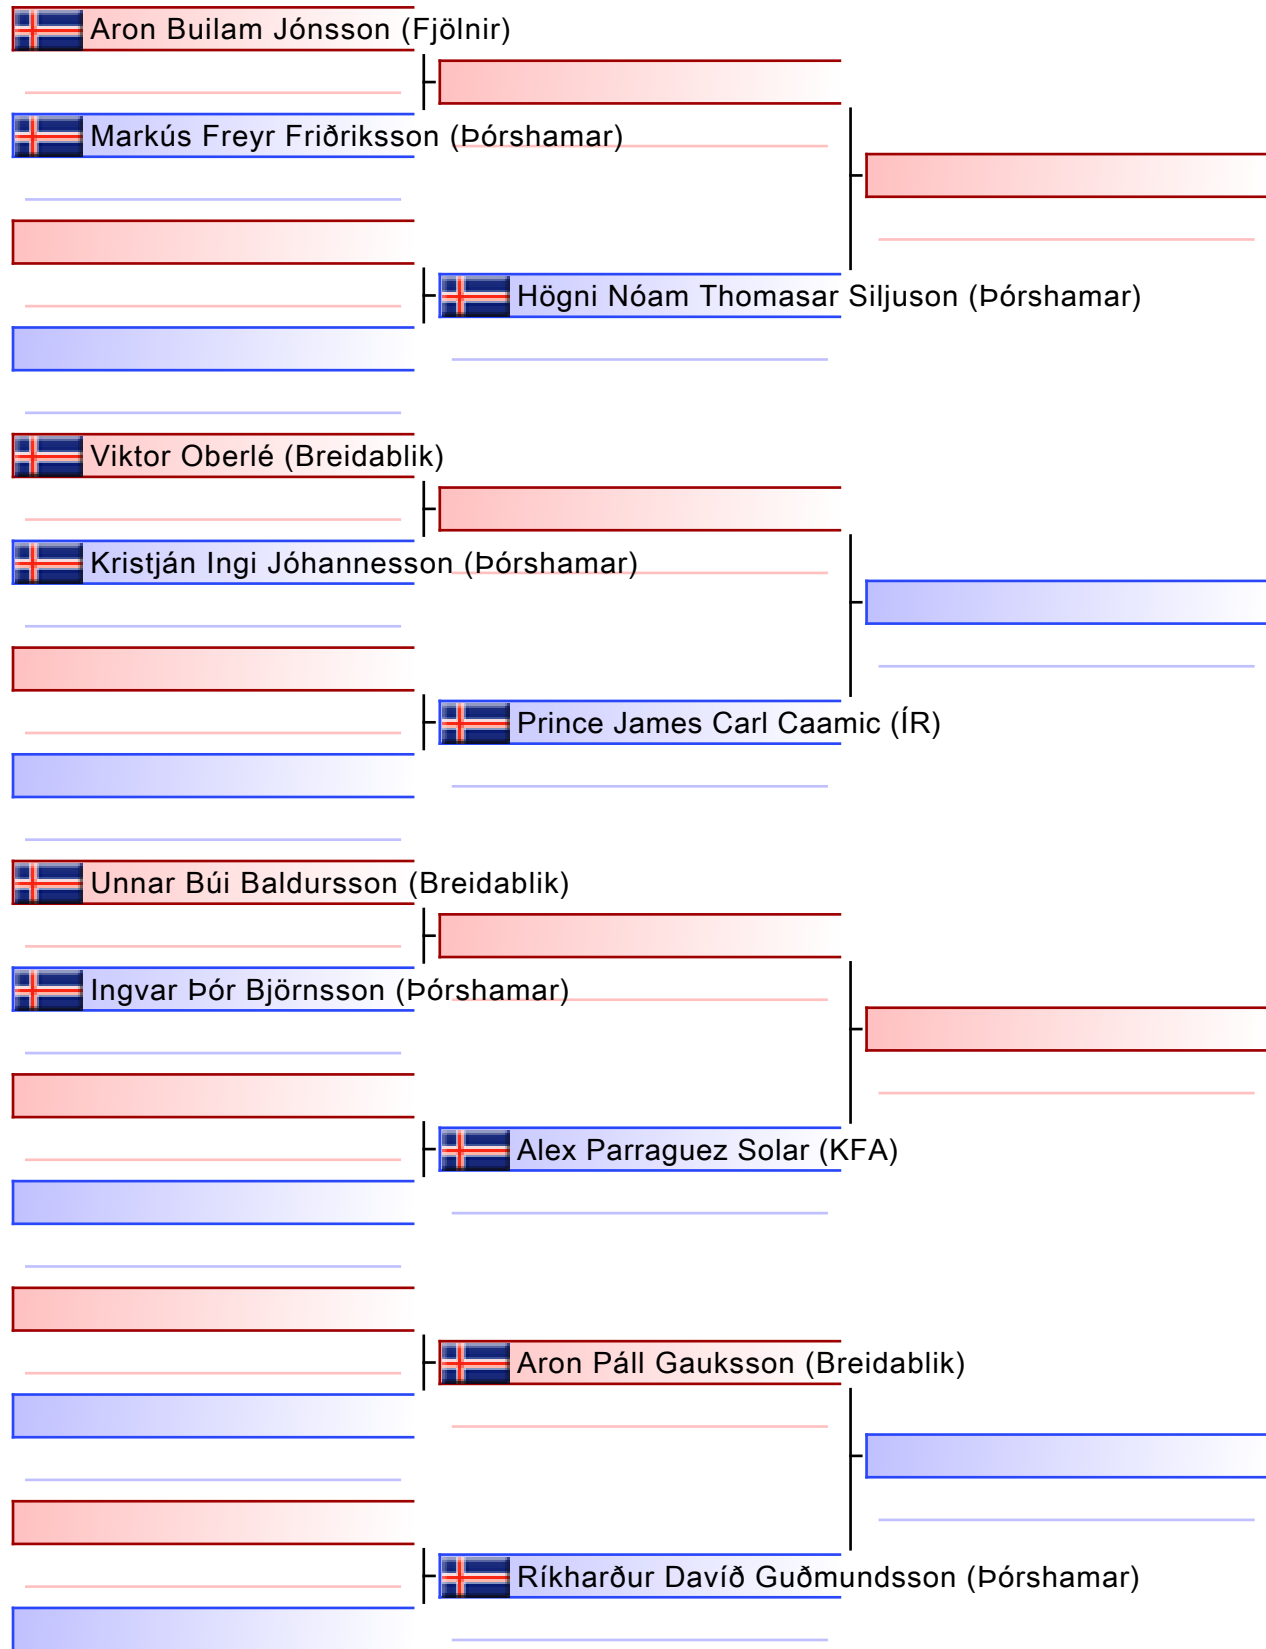 Aron Builam Jónsson (Fjölnir)
Markús Freyr Friðriksson (Þórshamar)
Högni Nóam Thomasar Siljuson (Þórshamar)
Viktor Oberlé (Breidablik)
Kristján Ingi Jóhannesson (Þórshamar)
Prince James Carl Caamic (ÍR)
Unnar Búi Baldursson (Breidablik)
Ingvar Þór Björnsson (Þórshamar)
Alex Parraguez Solar (KFA)
Aron Páll Gauksson (Breidablik)
Ríkharður Davíð Guðmundsson (Þórshamar)